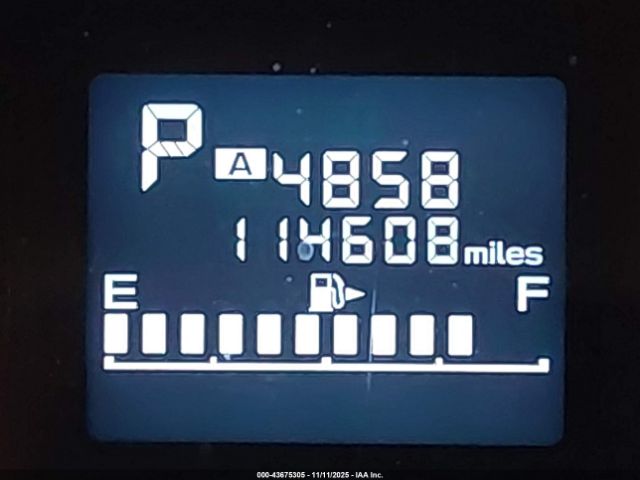 P A 4858
114608 miles
E F
000-43675305 - 11/11/2025 - IAA Inc.